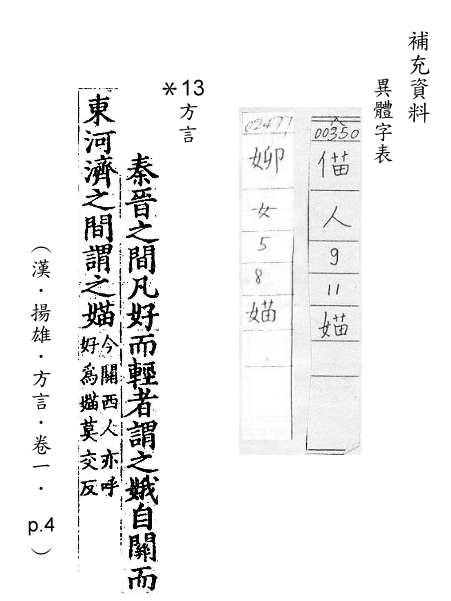 補充資料
異體字表
00350
偤
人
9
11
媌
02477
媊
女
5
8
媌
＊13
方言
秦晉之間凡好而輕者謂之娥自關而
東河濟之間謂之媌今關西人亦呼
好為媌莫交反
（漢．揚雄．方言．卷一． p.4）